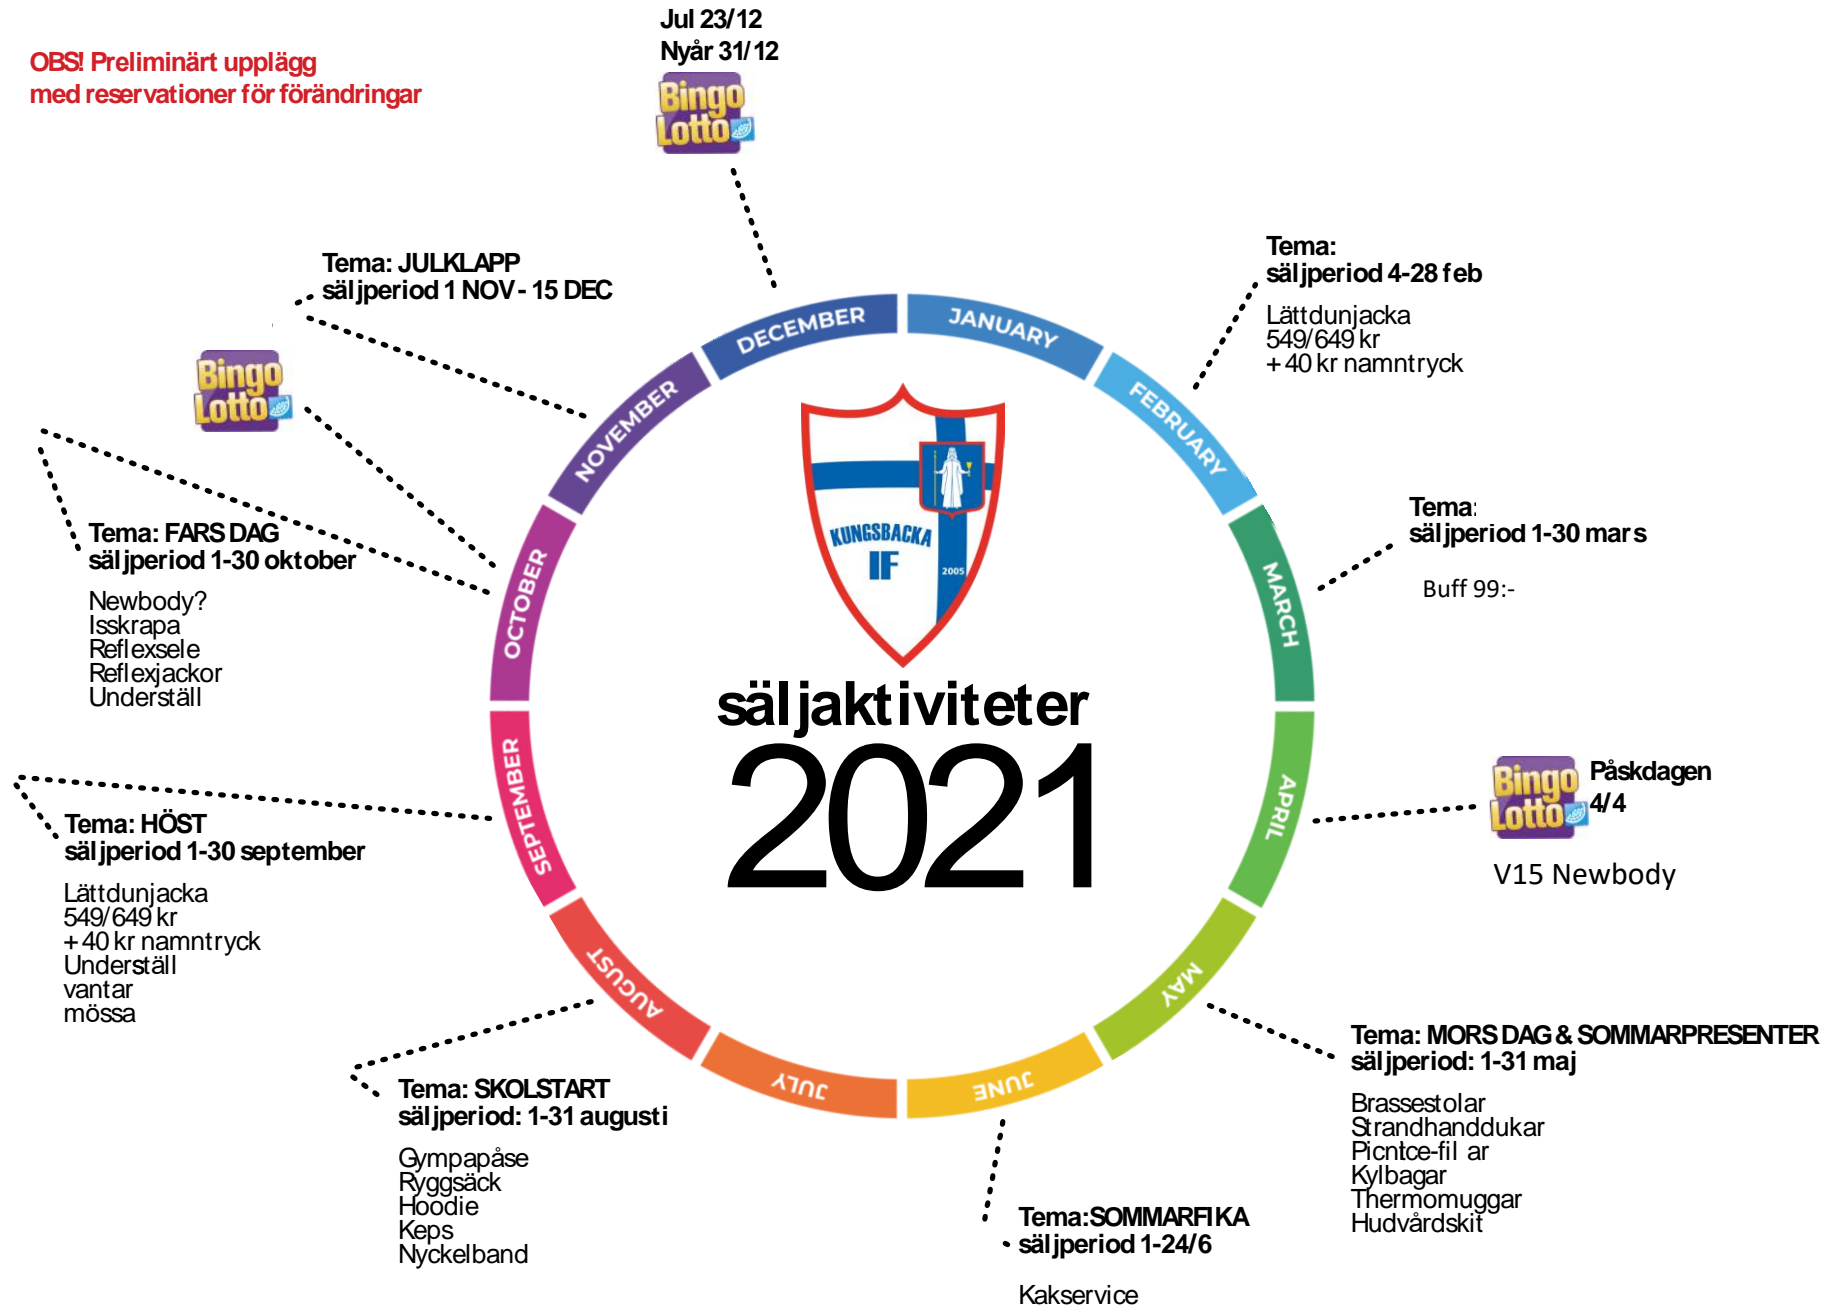 OBS! Preliminärt upplägg
med reservationer för förändringar
Jul 23/12
Nyår 31/12
Bingo
Lotto
Tema: JULKLAPP
säljperiod 1 NOV - 15 DEC
Bingo
Lotto
Tema:
säljperiod 4-28 feb
Lättdunjacka
549/649 kr
+ 40 kr namntryck
Tema:
säljperiod 1-30 mars
Buff 99:-
Bingo
Lotto
Påskdagen
4/4
V15 Newbody
Tema: MORS DAG & SOMMARPRESENTER
säljperiod: 1-31 maj
Brassestolar
Strandhanddukar
Picntce-fil ar
Kylbagar
Thermomuggar
Hudvårdskit
Tema:SOMMARFIKA
säljperiod 1-24/6
Kakservice
Tema: SKOLSTART
säljperiod: 1-31 augusti
Gympapåse
Ryggsäck
Hoodie
Keps
Nyckelband
Tema: HÖST
säljperiod 1-30 september
Lättdunjacka
549/649 kr
+ 40 kr namntryck
Underställ
vantar
mössa
Tema: FARS DAG
säljperiod 1-30 oktober
Newbody?
Isskrapa
Reflexsele
Reflexjackor
Underställ
JANUARY
FEBRUARY
MARCH
APRIL
MAY
JUNE
JULY
AUGUST
SEPTEMBER
OCTOBER
NOVEMBER
DECEMBER
KUNGSBACKA
IF
2005
säljaktiviteter
2021